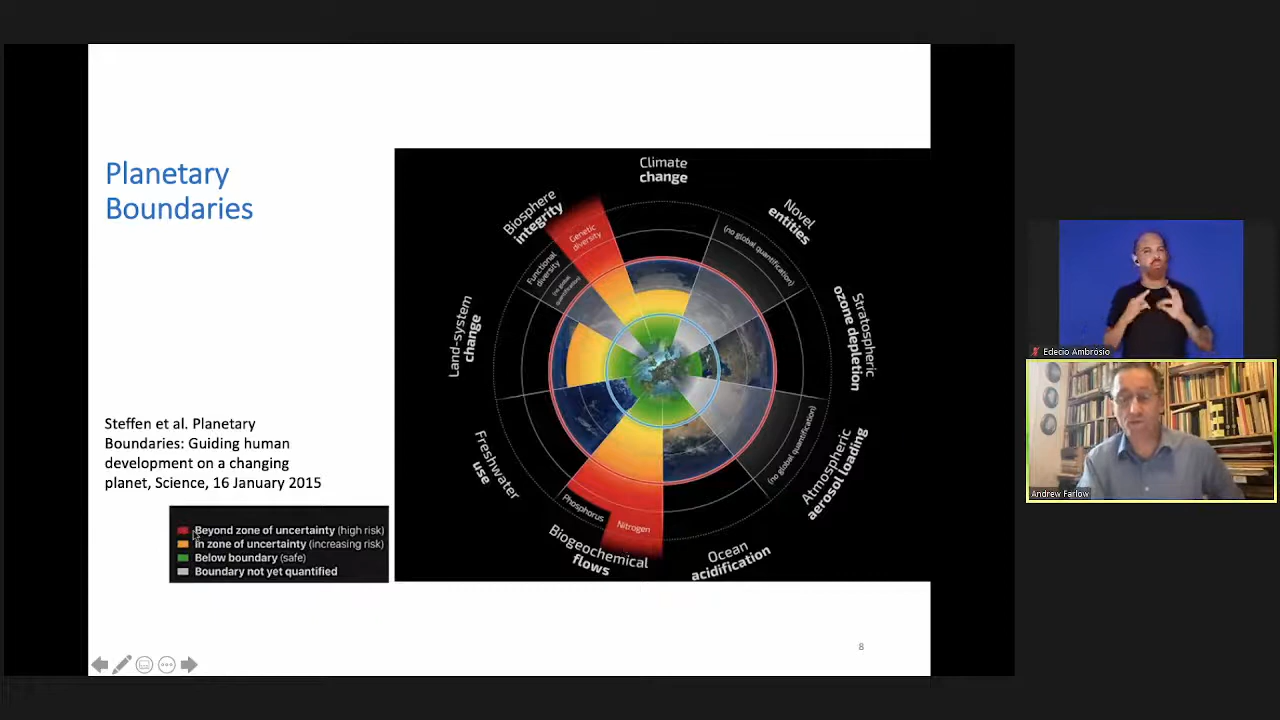 Planetary
Boundaries
Steffen et al. Planetary
Boundaries: Guiding human
development on a changing
planet, Science, 16 January 2015
Beyond zone of uncertainty (high risk)
In zone of uncertainty (increasing risk)
Below boundary (safe)
Boundary not yet quantified
Climate
change
Novel
entities
(no global quantification)
Stratospheric
ozone depletion
Atmospheric
aerosol loading
(no global quantification)
Ocean
acidification
Biogeochemical
flows
Phosphorus
Nitrogen
Freshwater
use
Land-system
change
Biosphere
integrity
Functional
diversity
(no global
quantification)
Genetic
diversity
8
Edecio Ambrósio
Andrew Farlow